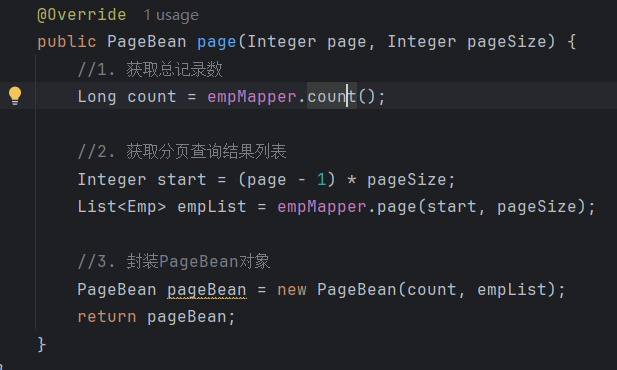 @Override 1 usage
public PageBean page(Integer page, Integer pageSize) {
//1. 获取总记录数
Long count = empMapper.count();
//2. 获取分页查询结果列表
Integer start = (page - 1) * pageSize;
List<Emp> empList = empMapper.page(start, pageSize);
//3. 封装PageBean对象
PageBean pageBean = new PageBean(count, empList);
return pageBean;
}